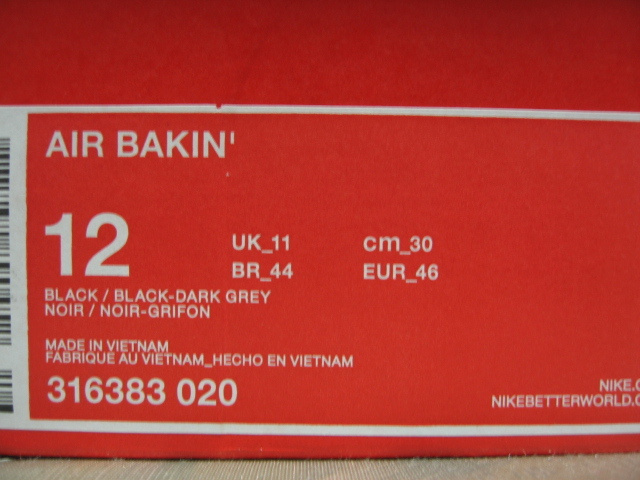 AIR BAKIN'
12
UK_11 cm_30
BR_44 EUR_46
BLACK / BLACK-DARK GREY
NOIR / NOIR-GRIFON
MADE IN VIETNAM
FABRIQUE AU VIETNAM_HECHO EN VIETNAM
316383 020
NIKE.C
NIKEBETTERWORLD.C